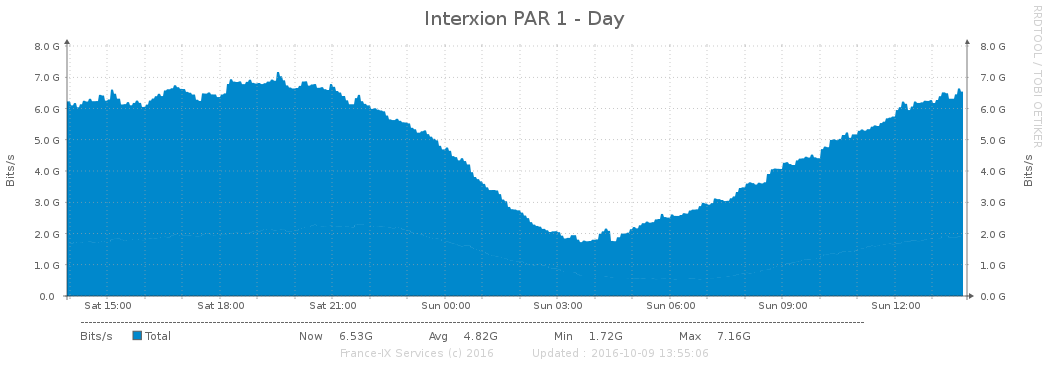 Interxion PAR 1 - Day
RRDTOOL / TOBI OETIKER
Bits/s
8.0 G
7.0 G
6.0 G
5.0 G
4.0 G
3.0 G
2.0 G
1.0 G
0.0
8.0 G
7.0 G
6.0 G
5.0 G
4.0 G
3.0 G
2.0 G
1.0 G
0.0 G
Bits/s
Sat 15:00 Sat 18:00 Sat 21:00 Sun 00:00 Sun 03:00 Sun 06:00 Sun 09:00 Sun 12:00
Bits/s Total Now 6.53G Avg 4.82G Min 1.72G Max 7.16G
France-IX Services (c) 2016 Updated : 2016-10-09 13:55:06